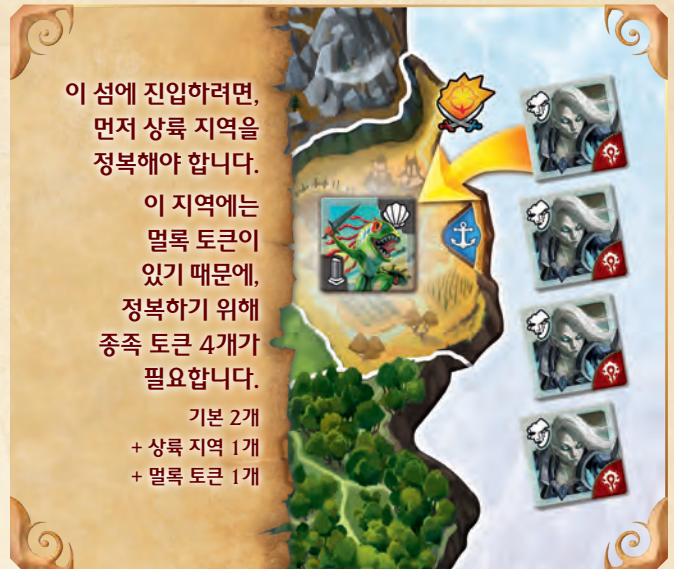 이 섬에 진입하려면,
먼저 상륙 지역을
정복해야 합니다.
이 지역에는
멀록 토큰이
있기 때문에,
정복하기 위해
종족 토큰 4개가
필요합니다.
기본 2개
+ 상륙 지역 1개
+ 멀록 토큰 1개